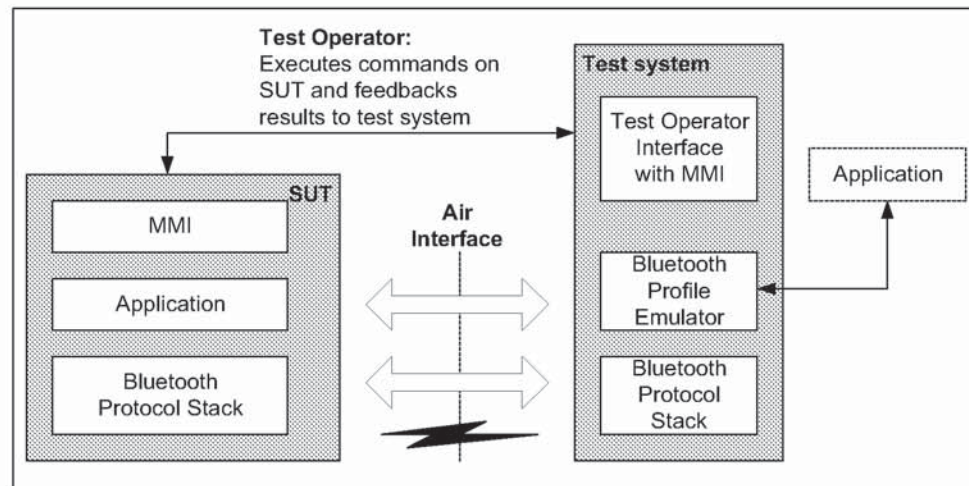 Test Operator:
Executes commands on
SUT and feedbacks
results to test system
SUT
MMI
Application
Bluetooth
Protocol Stack
Air
Interface
Test system
Test Operator
Interface
with MMI
Bluetooth
Profile
Emulator
Bluetooth
Protocol
Stack
Application